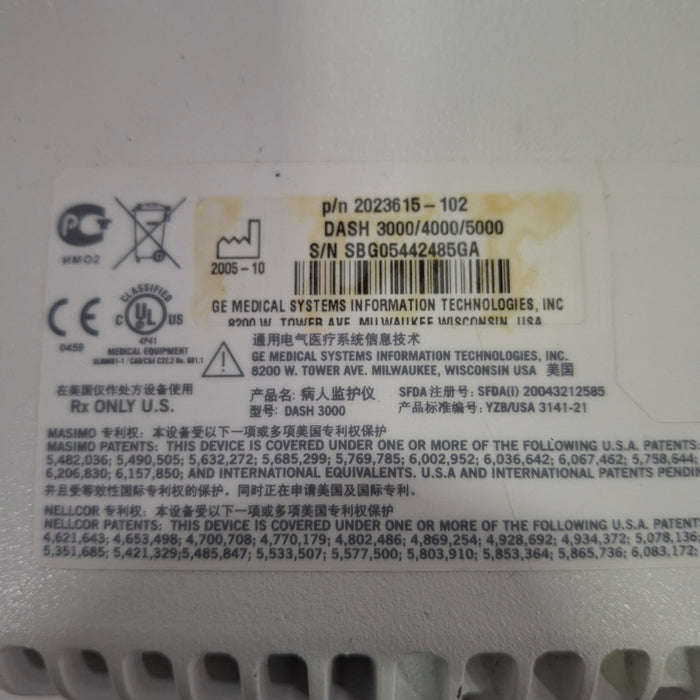 p/n 2023615-102
DASH 3000/4000/5000
S/N SBG05442485GA
2005-10
GE MEDICAL SYSTEMS INFORMATION TECHNOLOGIES, INC
8200 W. TOWER AVE. MILWAUKEE WISCONSIN USA
ИМО2
CLASSIFIED
C UL US
4P41
MEDICAL EQUIPMENT
CE
0459
通用电气医疗系统信息技术
GE MEDICAL SYSTEMS INFORMATION TECHNOLOGIES, INC.
8200 W. TOWER AVE. MILWAUKEE, WISCONSIN USA 美国
在美国仅作处方设备使用
Rx ONLY U.S.
产品名: 病人监护仪
型号: DASH 3000
SFDA 注册号: SFDA(I) 20043212585
产品标准编号: YZB/USA 3141-21
MASIMO 专利权: 本设备受以下一项或多项美国专利权保护
MASIMO PATENTS: THIS DEVICE IS COVERED UNDER ONE OR MORE OF THE FOLLOWING U.S.A. PATENTS:
5,482,036; 5,490,505; 5,632,272; 5,685,299; 5,769,785; 6,002,952; 6,036,642; 6,067,462; 5,758,644;
6,206,830; 6,157,850; AND INTERNATIONAL EQUIVALENTS. U.S.A AND INTERNATIONAL PATENTS PENDIN
并且受等效性国际专利权的保护。同时正在申请美国及国际专利.
NELLCOR 专利权: 本设备受以下一项或多项美国专利权保护
NELLCOR PATENTS: THIS DEVICE IS COVERED UNDER ONE OR MORE OF THE FOLLOWING U.S.A. PATENT
4,621,643; 4,653,498; 4,700,708; 4,770,179; 4,802,486; 4,869,254; 4,928,692; 4,934,372; 5,078,136
5,351,685; 5,421,329; 5,485,847; 5,533,507; 5,577,500; 5,803,910; 5,853,364; 5,865,736; 6,083,172;